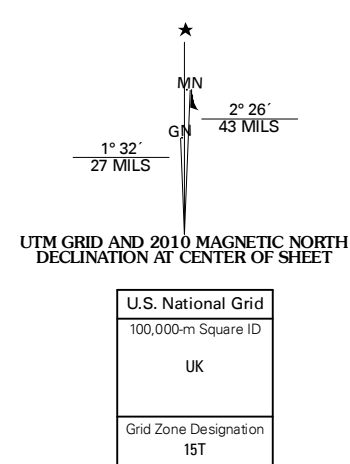 ★
MN
GN
2° 26´
43 MILS
1° 32´
27 MILS
UTM GRID AND 2010 MAGNETIC NORTH
DECLINATION AT CENTER OF SHEET
U.S. National Grid
100,000-m Square ID
UK
Grid Zone Designation
15T